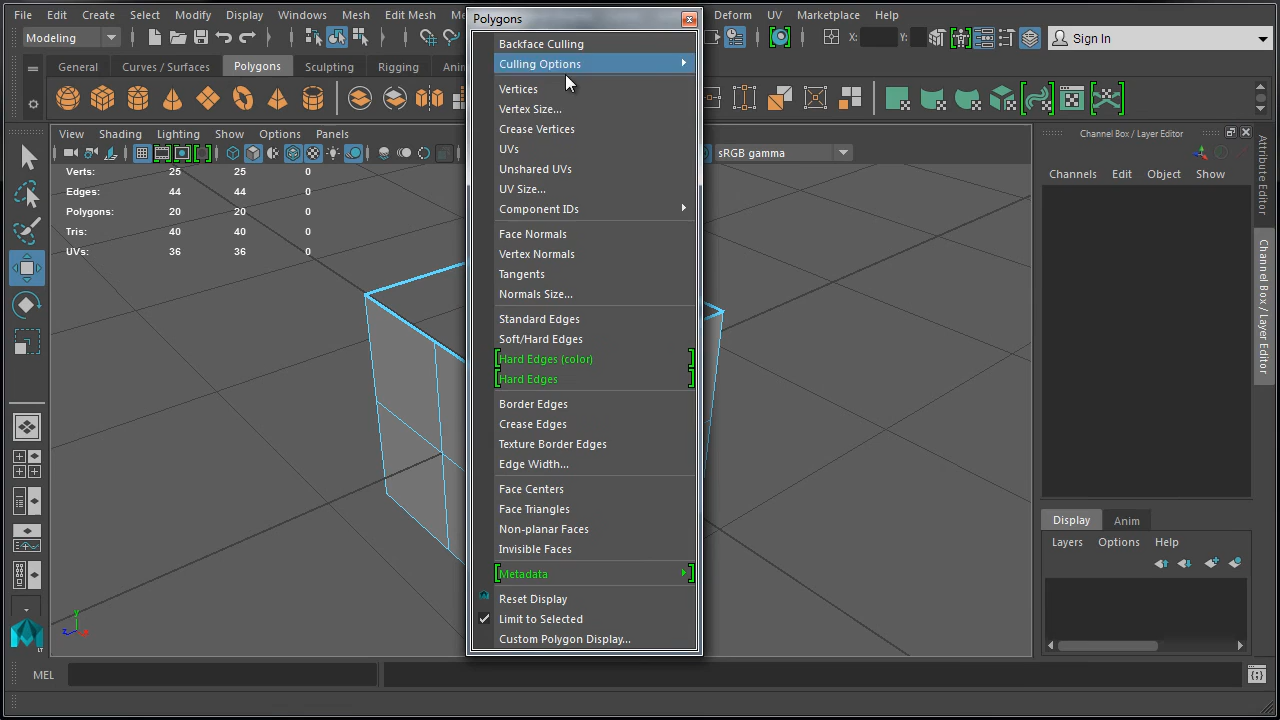 File Edit Create Select Modify Display Windows Mesh Edit Mesh Deform UV Marketplace Help
Modeling X: Y: Sign In
General Curves / Surfaces Polygons Sculpting Rigging
View Shading Lighting Show Options Panels
sRGB gamma
Verts: 25 25 0
Edges: 44 44 0
Polygons: 20 20 0
Tris: 40 40 0
UVs: 36 36 0
Polygons
Backface Culling
Culling Options
Vertices
Vertex Size...
Crease Vertices
UVs
Unshared UVs
UV Size...
Component IDs
Face Normals
Vertex Normals
Tangents
Normals Size...
Standard Edges
Soft/Hard Edges
Hard Edges (color)
Hard Edges
Border Edges
Crease Edges
Texture Border Edges
Edge Width...
Face Centers
Face Triangles
Non-planar Faces
Invisible Faces
Metadata
Reset Display
Limit to Selected
Custom Polygon Display...
Channel Box / Layer Editor
Channels Edit Object Show
Display Anim
Layers Options Help
Attribute Editor
Channel Box / Layer Editor
y
z x
LT
MEL